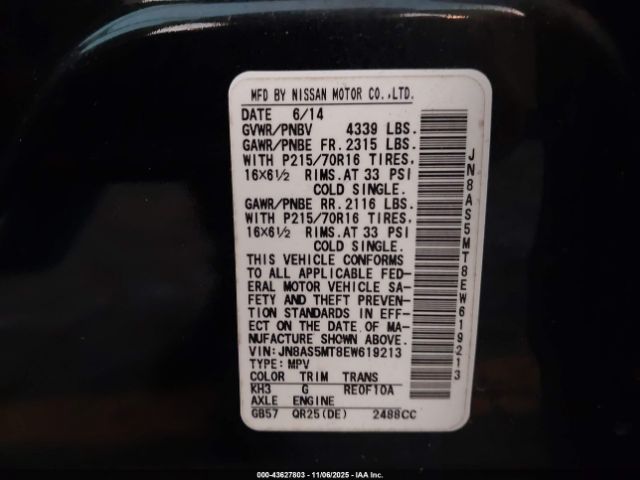 MFD BY NISSAN MOTOR CO.,LTD.
DATE 6/14
GVWR/PNBV 4339 LBS.
GAWR/PNBE FR. 2315 LBS.
WITH P215/70R16 TIRES,
16X6½ RIMS.AT 33 PSI
COLD SINGLE.
GAWR/PNBE RR. 2116 LBS.
WITH P215/70R16 TIRES,
16X6½ RIMS.AT 33 PSI
COLD SINGLE.
THIS VEHICLE CONFORMS
TO ALL APPLICABLE FED-
ERAL MOTOR VEHICLE SA-
FETY AND THEFT PREVEN-
TION STANDARDS IN EFF-
ECT ON THE DATE OF MA-
NUFACTURE SHOWN ABOVE.
VIN: JN8AS5MT8EW619213
TYPE: MPV
COLOR TRIM TRANS
KH3 G RE0F10A
AXLE ENGINE
GB57 QR25(DE) 2488CC
JN8AS5MT8EW619213
000-43627803 - 11/06/2025 - IAA Inc.